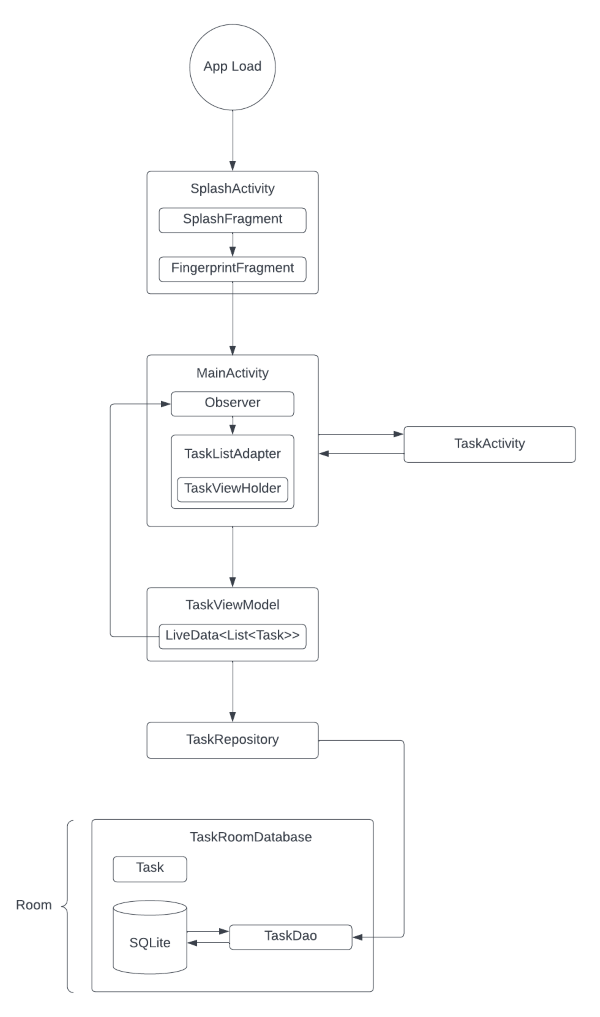 App Load
SplashActivity
SplashFragment
FingerprintFragment
MainActivity
Observer
TaskListAdapter
TaskViewHolder
TaskActivity
TaskViewModel
LiveData<List<Task>>
TaskRepository
TaskRoomDatabase
Task
Room
SQLite
TaskDao